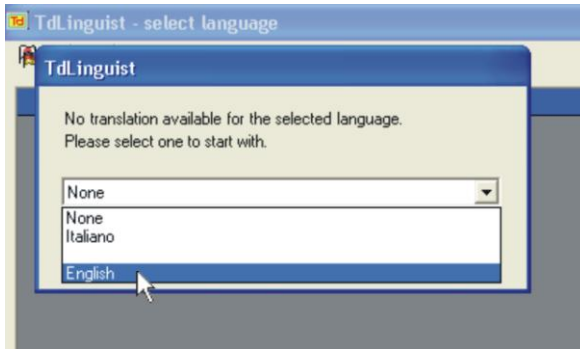 Td TdLinguist - select language
TdLinguist
No translation available for the selected language.
Please select one to start with.
None
None
Italiano
English